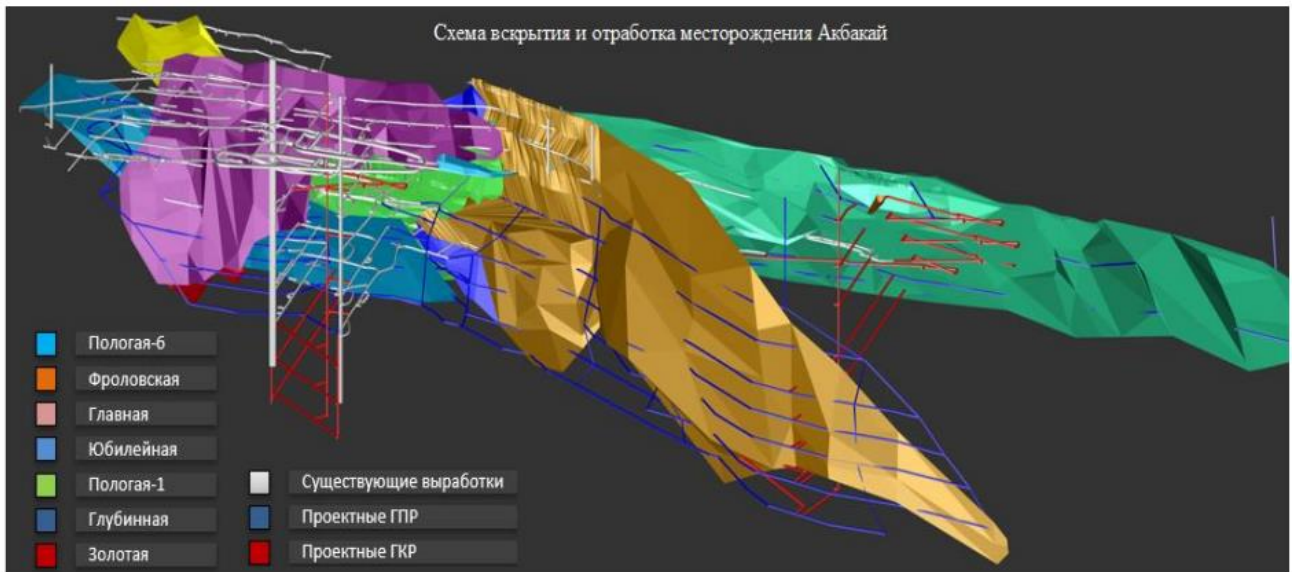 Схема вскрытия и отработка месторождения Акбакай
Пологая-6
Фроловская
Главная
Юбилейная
Пологая-1
Глубинная
Золотая
Существующие выработки
Проектные ГПР
Проектные ГКР